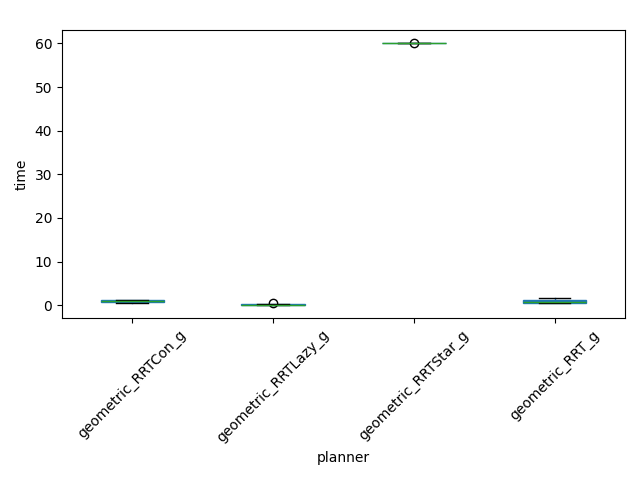 60
50
40
30
20
10
0
time
geometric_RRTCon_g
geometric_RRTLazy_g
geometric_RRTStar_g
geometric_RRT_g
planner